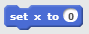 set x to 0